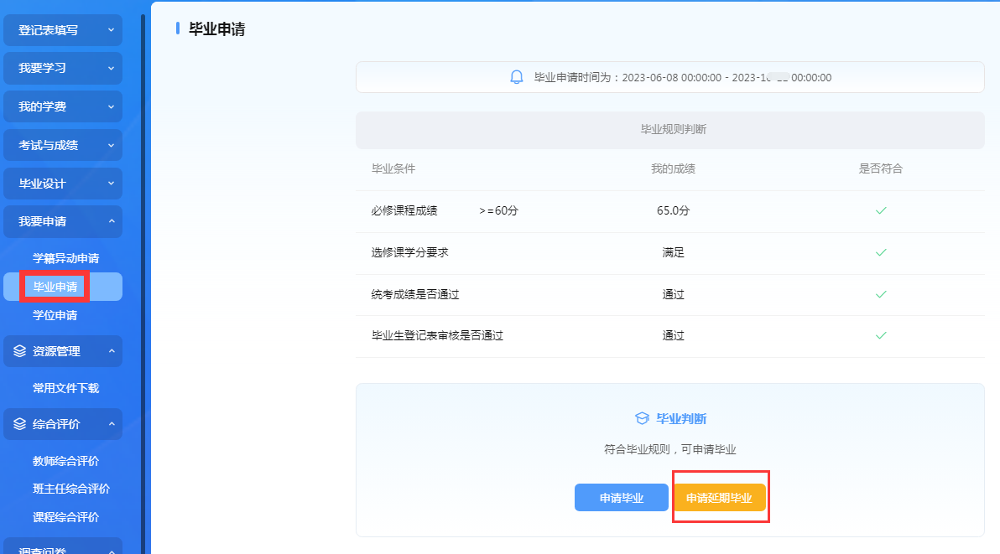 登记表填写
我要学习
我的学费
考试与成绩
毕业设计
我要申请
学籍异动申请
毕业申请
学位申请
资源管理
常用文件下载
综合评价
教师综合评价
班主任综合评价
课程综合评价
调查问卷
毕业申请
毕业申请时间为：2023-06-08 00:00:00 - 2023-1 00:00:00
毕业规则判断
毕业条件 我的成绩 是否符合
必修课程成绩 >=60分 65.0分
选修课学分要求 满足
统考成绩是否通过 通过
毕业生登记表审核是否通过 通过
毕业判断
符合毕业规则，可申请毕业
申请毕业 申请延期毕业